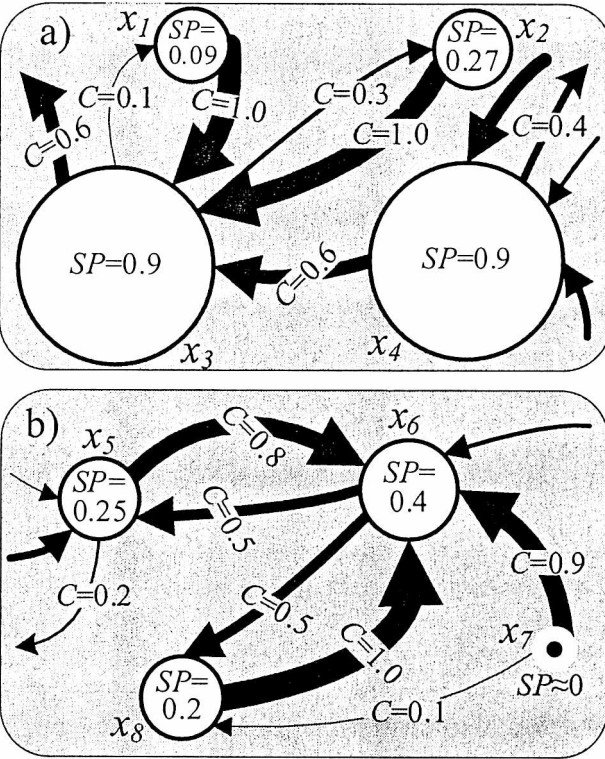 a)
x1
SP=
0.09
SP=
0.27
x2
C=0.1
C=1.0
C=0.3
C=1.0
C=0.4
C=0.6
SP=0.9
SP=0.9
C=0.6
x3
x4
b)
x5
C=0.8
x6
SP=
0.25
SP=
0.4
C=0.5
C=0.2
C=0.5
C=0.9
C=1.0
x7
SP≈0
SP=
0.2
C=0.1
x8